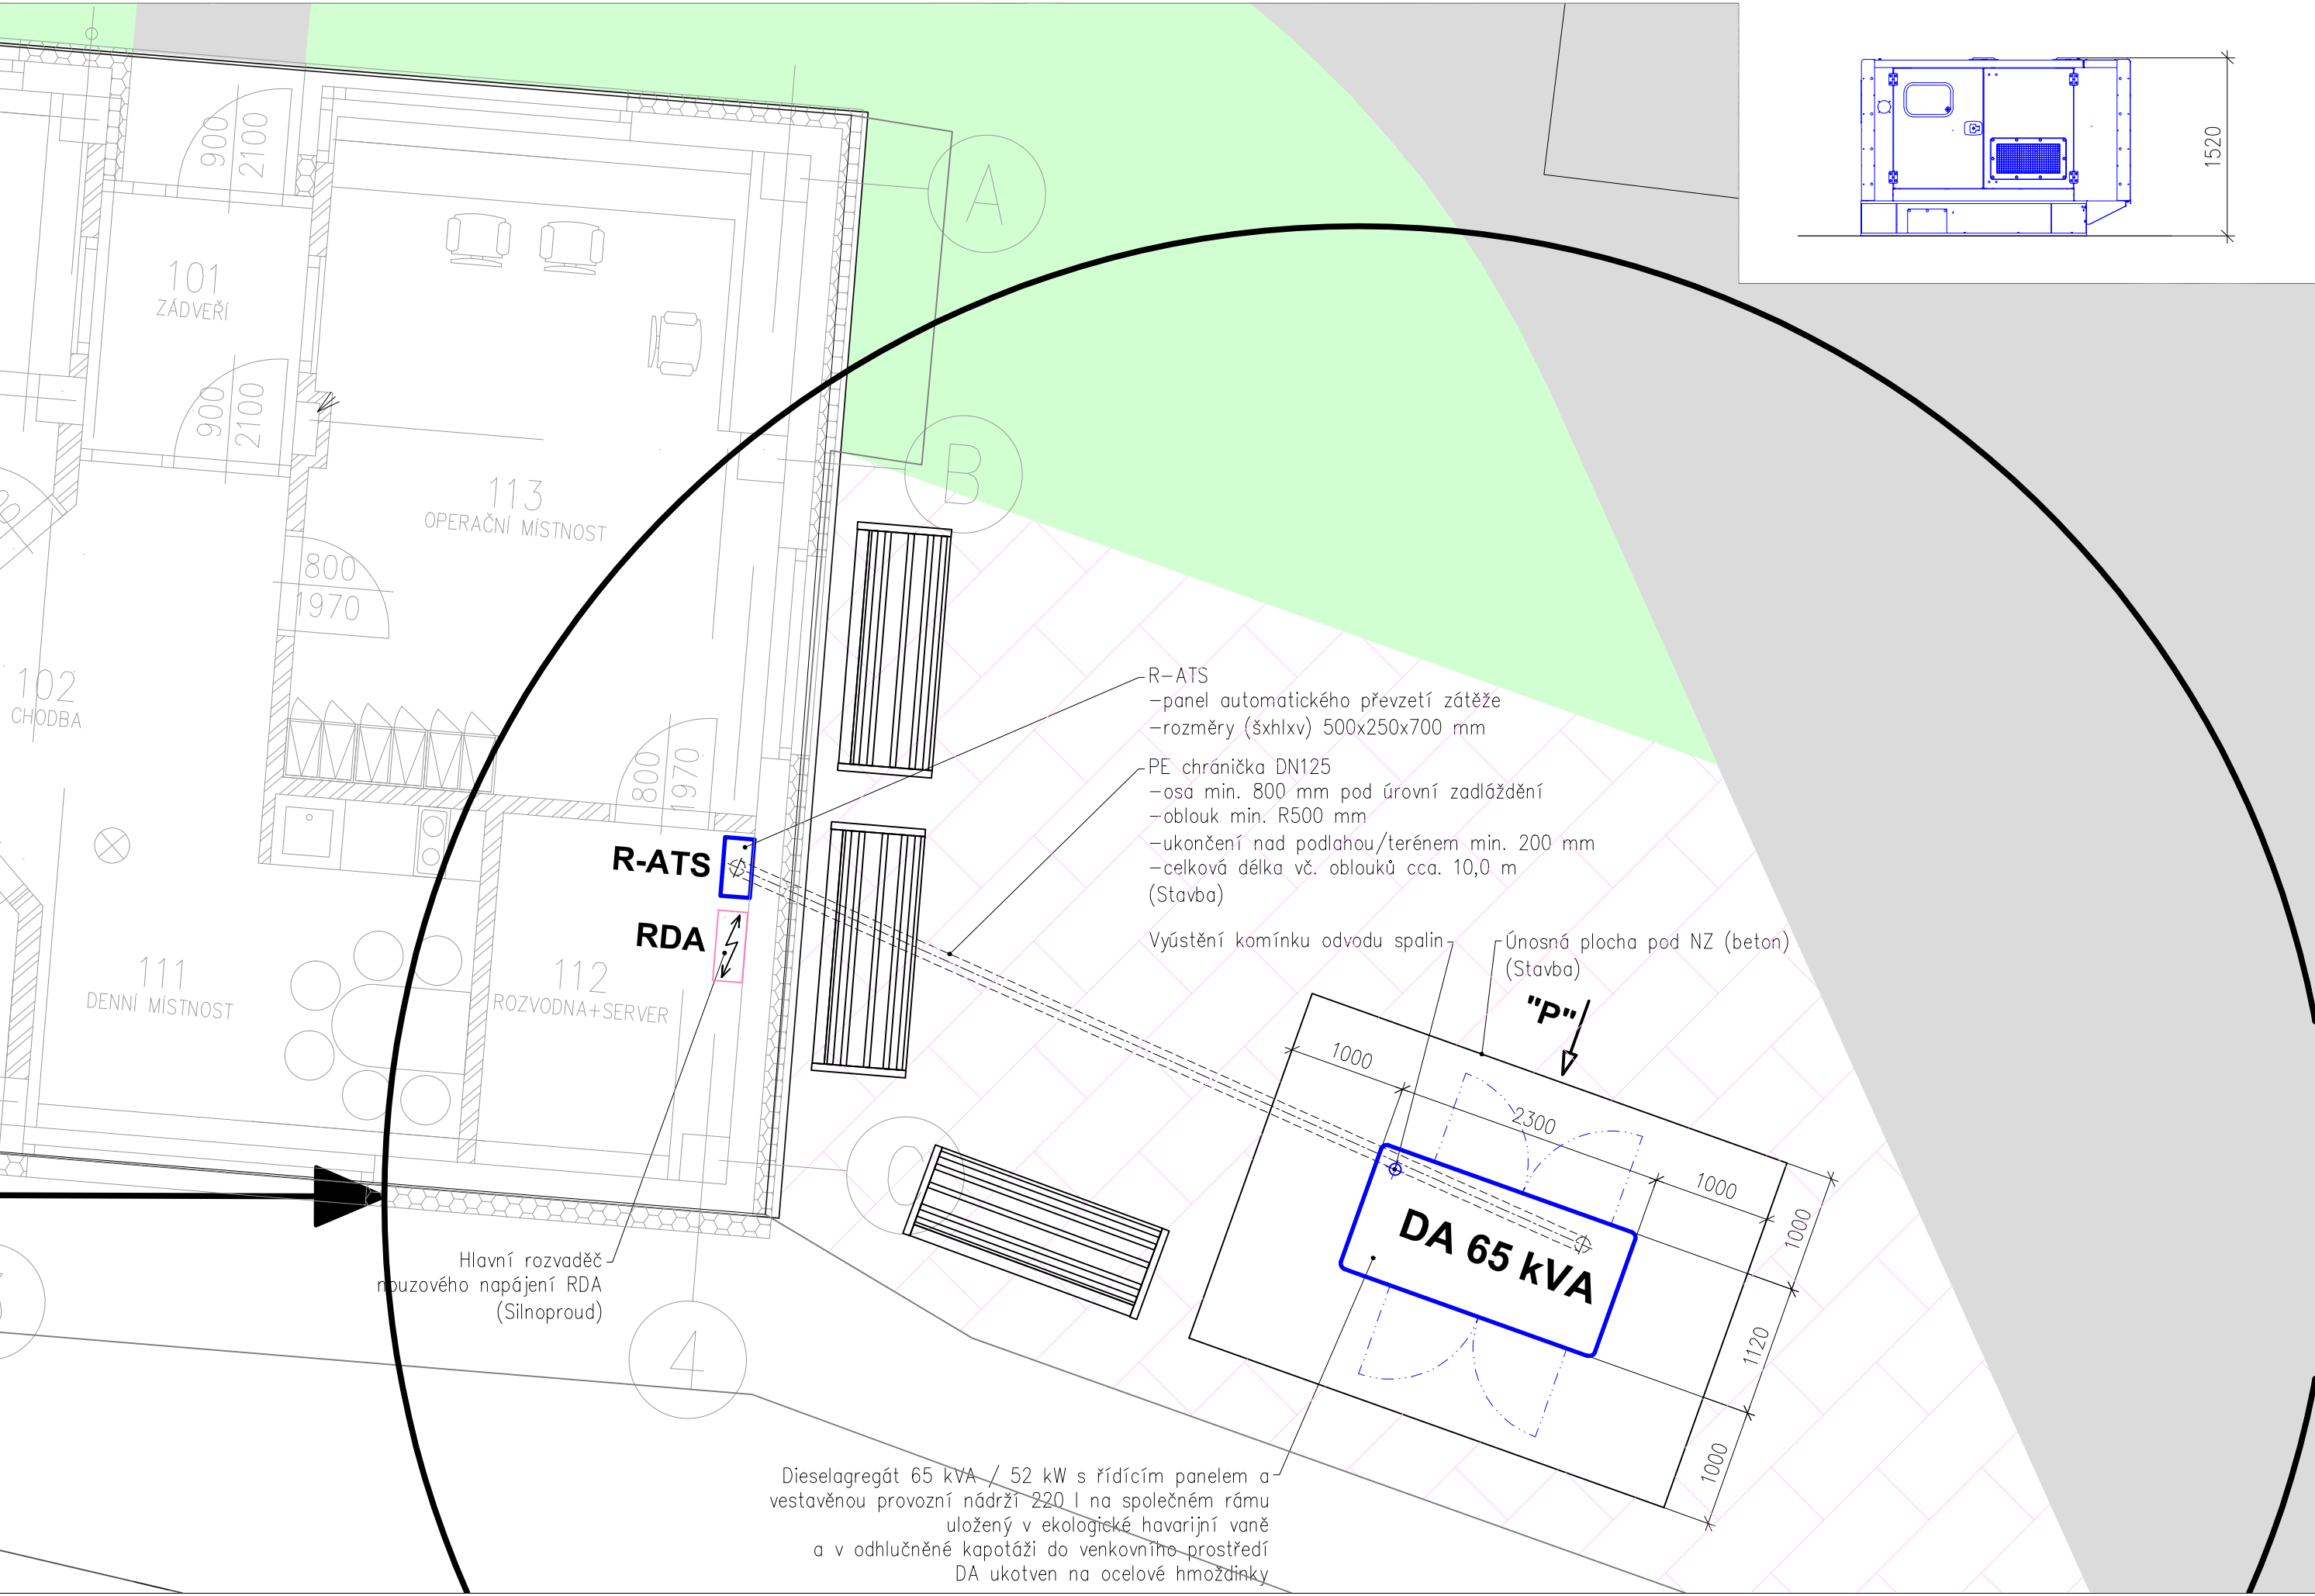 1520
900
2100
A
101
ZÁDVEŘÍ
900
2100
B
113
OPERAČNÍ MÍSTNOST
800
1970
102
CHODBA
R-ATS
-panel automatického převzetí zátěže
-rozměry (šxhlxv) 500x250x700 mm
PE chránička DN125
-osa min. 800 mm pod úrovní zadláždění
-oblouk min. R500 mm
-ukončení nad podlahou/terénem min. 200 mm
-celková délka vč. oblouků cca. 10,0 m
(Stavba)
800
1970
R-ATS
RDA
111
DENNÍ MÍSTNOST
112
ROZVODNA+SERVER
Vyústění komínku odvodu spalin
Únosná plocha pod NZ (beton)
(Stavba)
"P"
1000
2300
1000
1000
1120
1000
DA 65 kVA
C
Hlavní rozvaděč
nouzového napájení RDA
(Silnoproud)
4
Dieselagregát 65 kVA / 52 kW s řídícím panelem a
vestavěnou provozní nádrží 220 l na společném rámu
uložený v ekologické havarijní vaně
a v odhlučněné kapotáži do venkovního prostředí
DA ukotven na ocelové hmoždinky